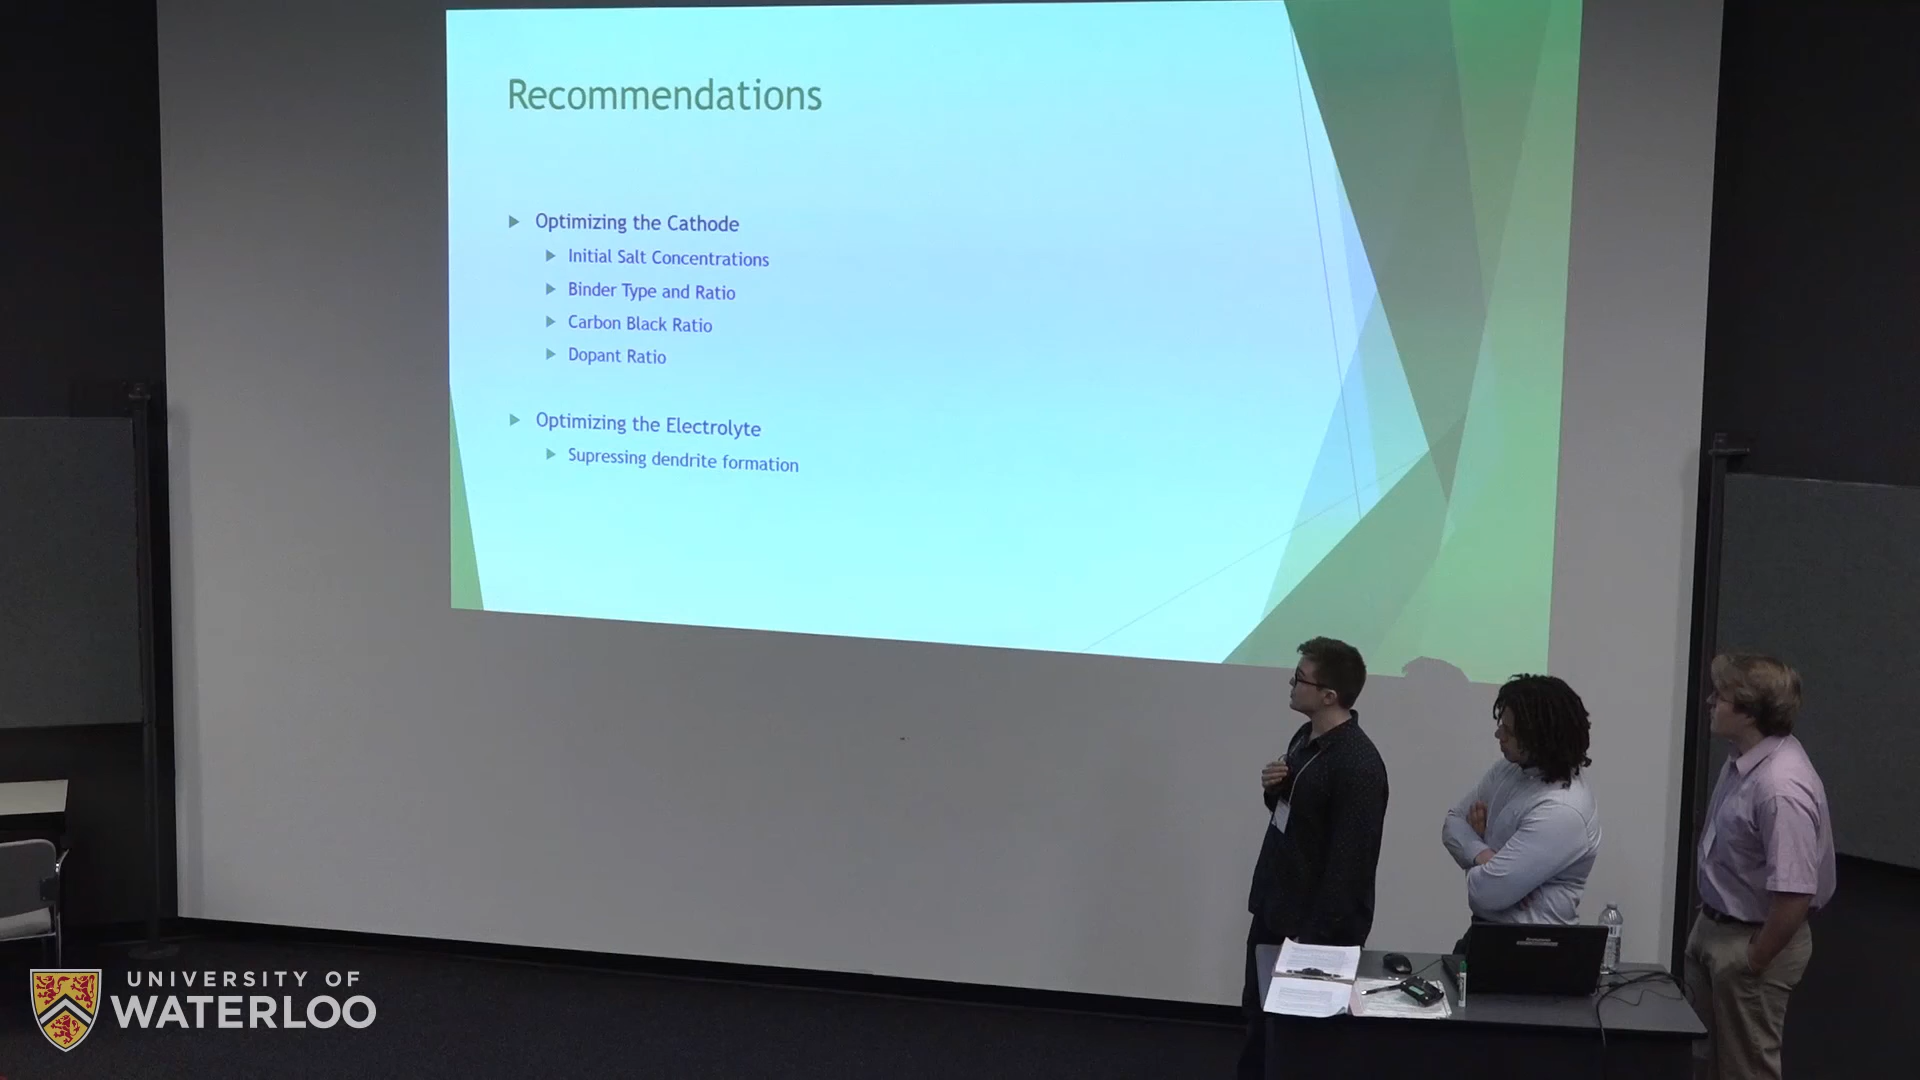 Recommendations
Optimizing the Cathode
Initial Salt Concentrations
Binder Type and Ratio
Carbon Black Ratio
Dopant Ratio
Optimizing the Electrolyte
Supressing dendrite formation
UNIVERSITY OF
WATERLOO